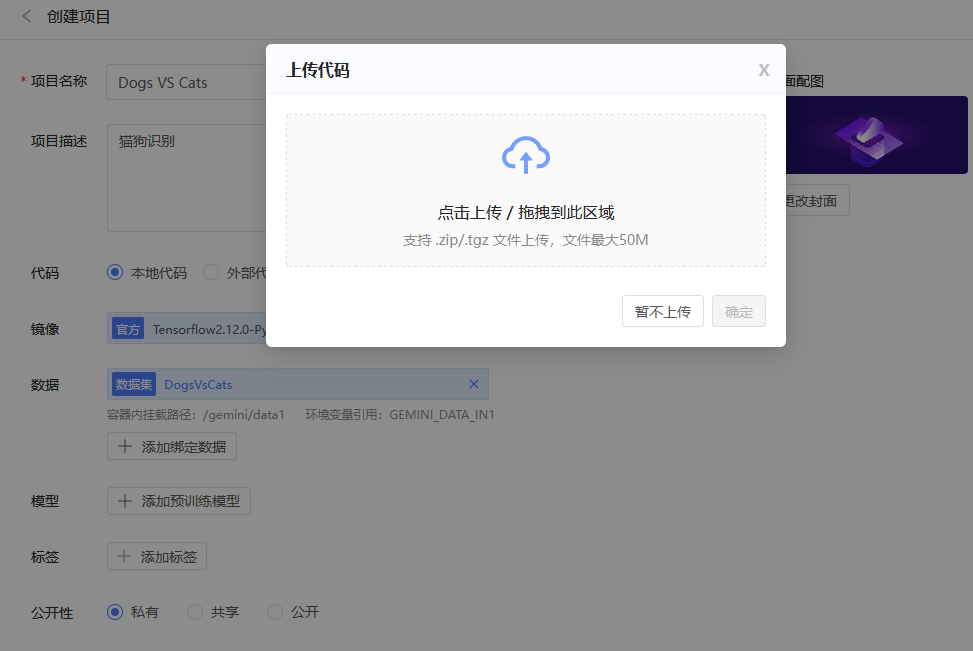 创建项目
上传代码
X
* 项目名称
Dogs VS Cats
面配图
项目描述
猫狗识别
点击上传 / 拖拽到此区域
支持 .zip/.tgz 文件上传，文件最大50M
更改封面
代码
本地代码
外部代
暂不上传
确定
镜像
官方 Tensorflow2.12.0-Py
数据
数据集 DogsVsCats
容器内挂载路径：/gemini/data1 环境变量引用：GEMINI_DATA_IN1
添加绑定数据
模型
添加预训练模型
标签
添加标签
公开性
私有
共享
公开